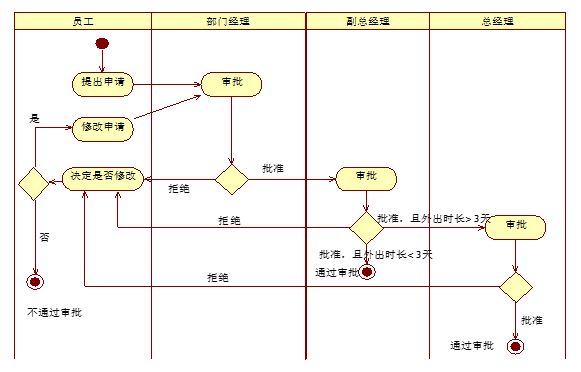 员工 部门经理 副总经理 总经理
提出申请 审批
是 修改申请
批准
决定是否修改 审批
拒绝
拒绝 批准，且外出时长>3天 审批
否
批准，且外出时长<3天
拒绝 通过审批
不通过审批 批准
通过审批